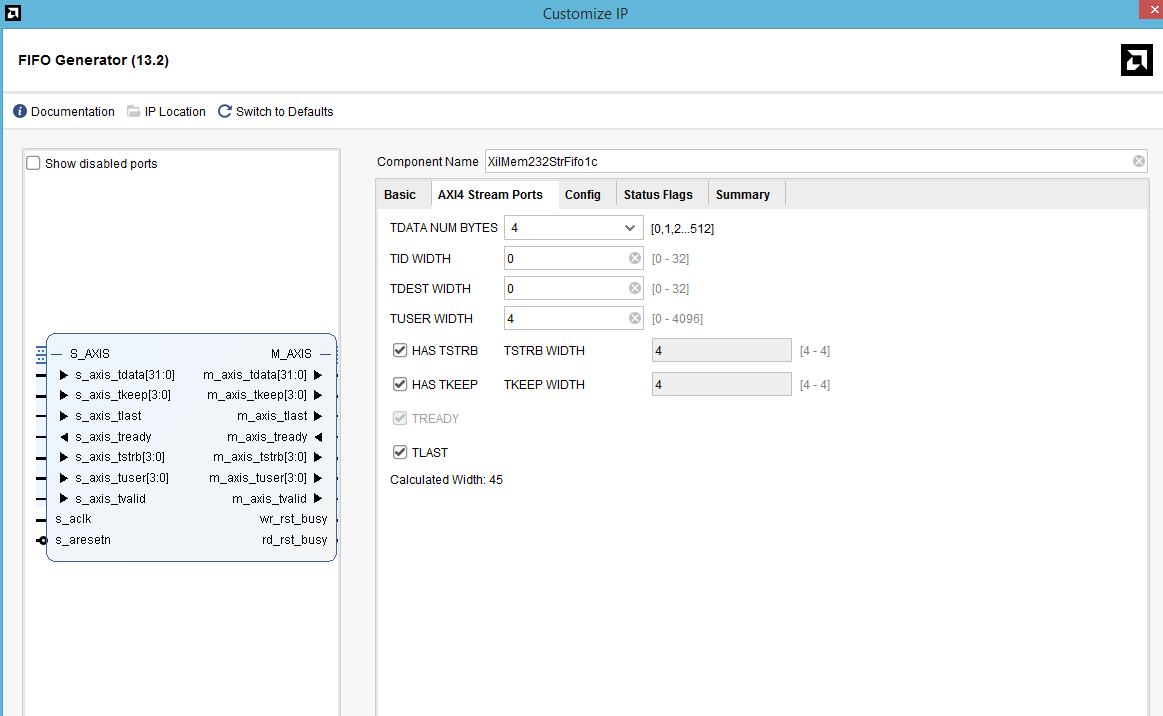 Customize IP
FIFO Generator (13.2)
Documentation IP Location Switch to Defaults
Show disabled ports
S_AXIS M_AXIS
s_axis_tdata[31:0] m_axis_tdata[31:0]
s_axis_tkeep[3:0] m_axis_tkeep[3:0]
s_axis_tlast m_axis_tlast
s_axis_tready m_axis_tready
s_axis_tstrb[3:0] m_axis_tstrb[3:0]
s_axis_tuser[3:0] m_axis_tuser[3:0]
s_axis_tvalid m_axis_tvalid
s_aclk wr_rst_busy
s_aresetn rd_rst_busy
Component Name XilMem232StrFifo1c
Basic AXI4 Stream Ports Config Status Flags Summary
TDATA NUM BYTES 4 [0,1,2...512]
TID WIDTH 0 [0 - 32]
TDEST WIDTH 0 [0 - 32]
TUSER WIDTH 4 [0 - 4096]
HAS TSTRB TSTRB WIDTH 4 [4 - 4]
HAS TKEEP TKEEP WIDTH 4 [4 - 4]
TREADY
TLAST
Calculated Width: 45